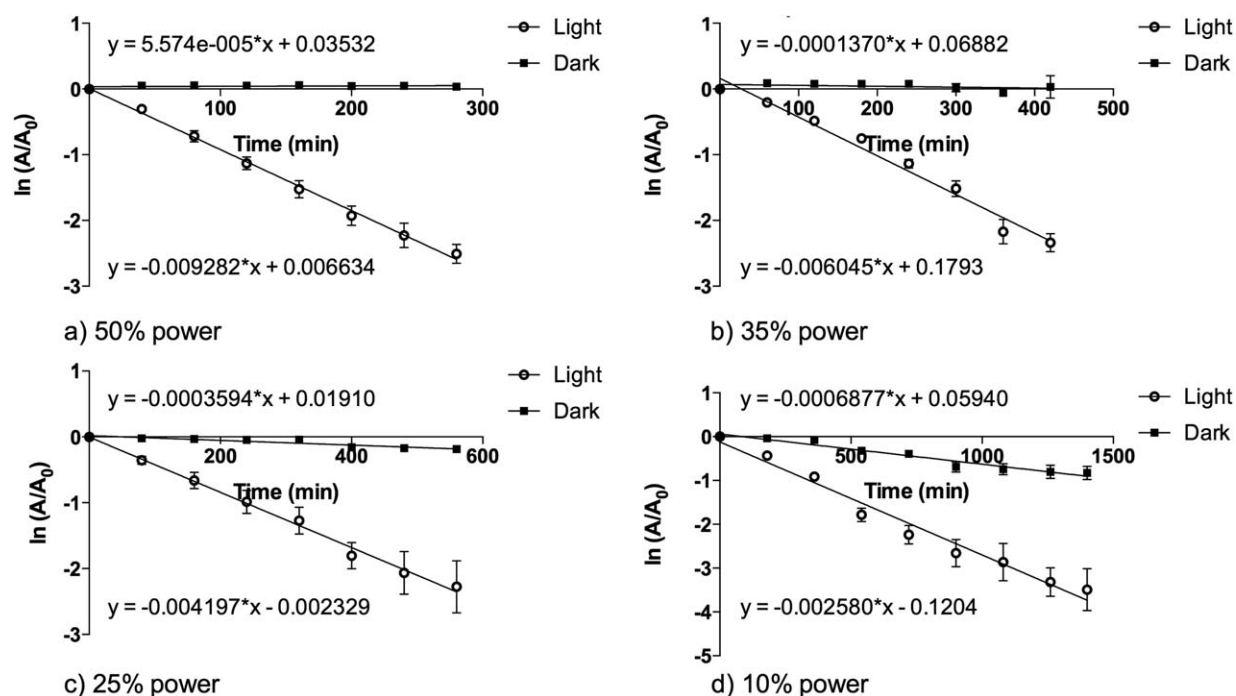 1
0
-1
-2
-3
ln (A/A0)
y = 5.574e-005*x + 0.03532
Light
Dark
100
200
300
Time (min)
y = -0.009282*x + 0.006634
a) 50% power
1
0
-1
-2
-3
ln (A/A0)
y = -0.0001370*x + 0.06882
Light
Dark
100
200
300
400
500
Time (min)
y = -0.006045*x + 0.1793
b) 35% power
1
0
-1
-2
-3
ln (A/A0)
y = -0.0003594*x + 0.01910
Light
Dark
200
400
600
Time (min)
y = -0.004197*x - 0.002329
c) 25% power
1
0
-1
-2
-3
-4
-5
ln (A/A0)
y = -0.0006877*x + 0.05940
Light
Dark
500
1000
1500
Time (min)
y = -0.002580*x - 0.1204
d) 10% power